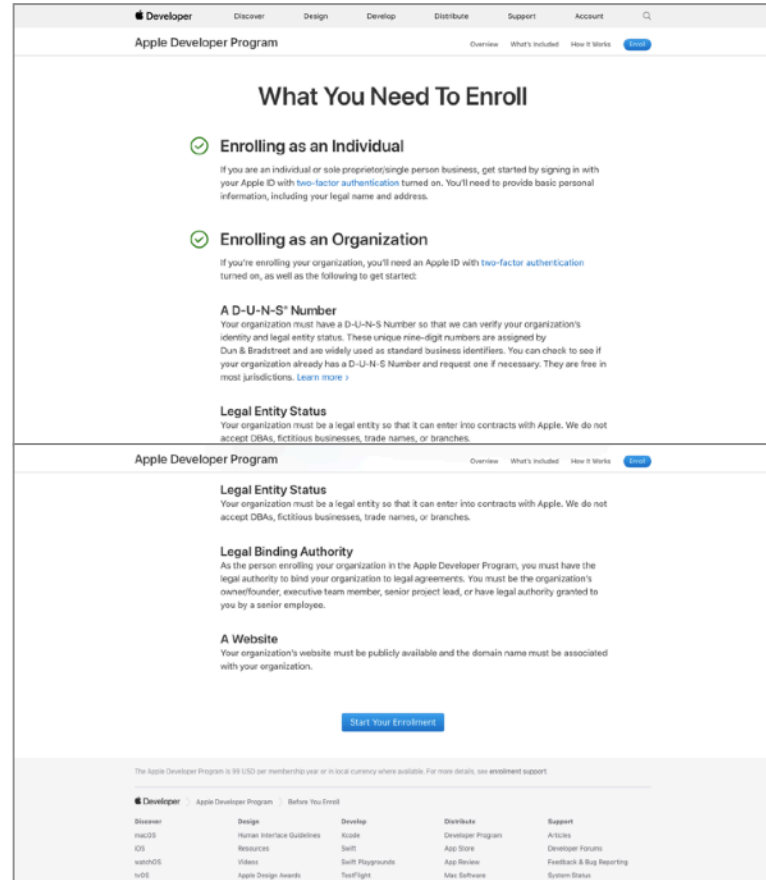 Developer
Discover
Design
Develop
Distribute
Support
Account
Apple Developer Program
Overview
What's Included
How It Works
Enroll
What You Need To Enroll
Enrolling as an Individual
If you are an individual or sole proprietor/single person business, get started by signing in with
your Apple ID with two-factor authentication turned on. You'll need to provide basic personal
information, including your legal name and address.
Enrolling as an Organization
If you're enrolling your organization, you'll need an Apple ID with two-factor authentication
turned on, as well as the following to get started:
A D-U-N-S® Number
Your organization must have a D-U-N-S Number so that we can verify your organization's
identity and legal entity status. These unique nine-digit numbers are assigned by
Dun & Bradstreet and are widely used as standard business identifiers. You can check to see if
your organization already has a D-U-N-S Number and request one if necessary. They are free in
most jurisdictions. Learn more >
Legal Entity Status
Your organization must be a legal entity so that it can enter into contracts with Apple. We do not
accept DBAs, fictitious businesses, trade names, or branches.
Apple Developer Program
Overview
What's Included
How It Works
Enroll
Legal Entity Status
Your organization must be a legal entity so that it can enter into contracts with Apple. We do not
accept DBAs, fictitious businesses, trade names, or branches.
Legal Binding Authority
As the person enrolling your organization in the Apple Developer Program, you must have the
legal authority to bind your organization to legal agreements. You must be the organization's
owner/founder, executive team member, senior project lead, or have legal authority granted to
you by a senior employee.
A Website
Your organization's website must be publicly available and the domain name must be associated
with your organization.
Start Your Enrollment
The Apple Developer Program is 99 USD per membership year or in local currency where available. For more details, see enrollment support.
Developer
Apple Developer Program
Before You Enroll
Discover
Design
Develop
Distribute
Support
macOS
Human Interface Guidelines
Xcode
Developer Program
Articles
iOS
Resources
Swift
App Store
Developer Forums
watchOS
Videos
Swift Playgrounds
App Review
Feedback & Bug Reporting
tvOS
Apple Design Awards
TestFlight
Mac Software
System Status